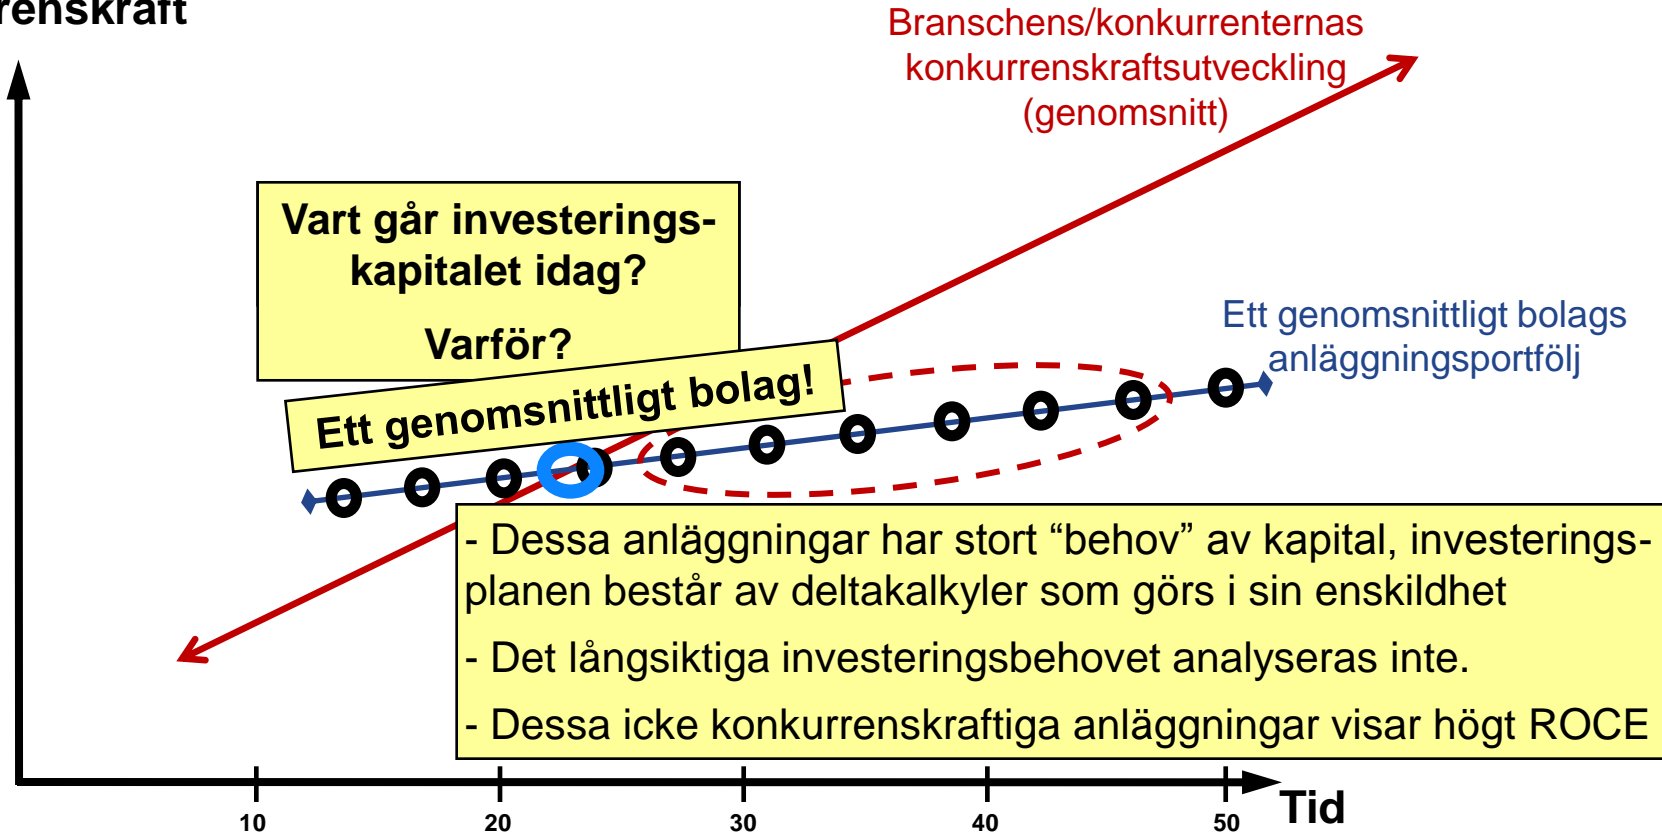 renskraft
Branschens/konkurrenternas
konkurrenskraftsutveckling
(genomsnitt)
Vart går investerings-
kapitalet idag?
Varför?
Ett genomsnittligt bolag!
Ett genomsnittligt bolags
anläggningsportfölj
- Dessa anläggningar har stort “behov” av kapital, investerings-
planen består av deltakalkyler som görs i sin enskildhet
- Det långsiktiga investeringsbehovet analyseras inte.
- Dessa icke konkurrenskraftiga anläggningar visar högt ROCE
10 20 30 40 50
Tid